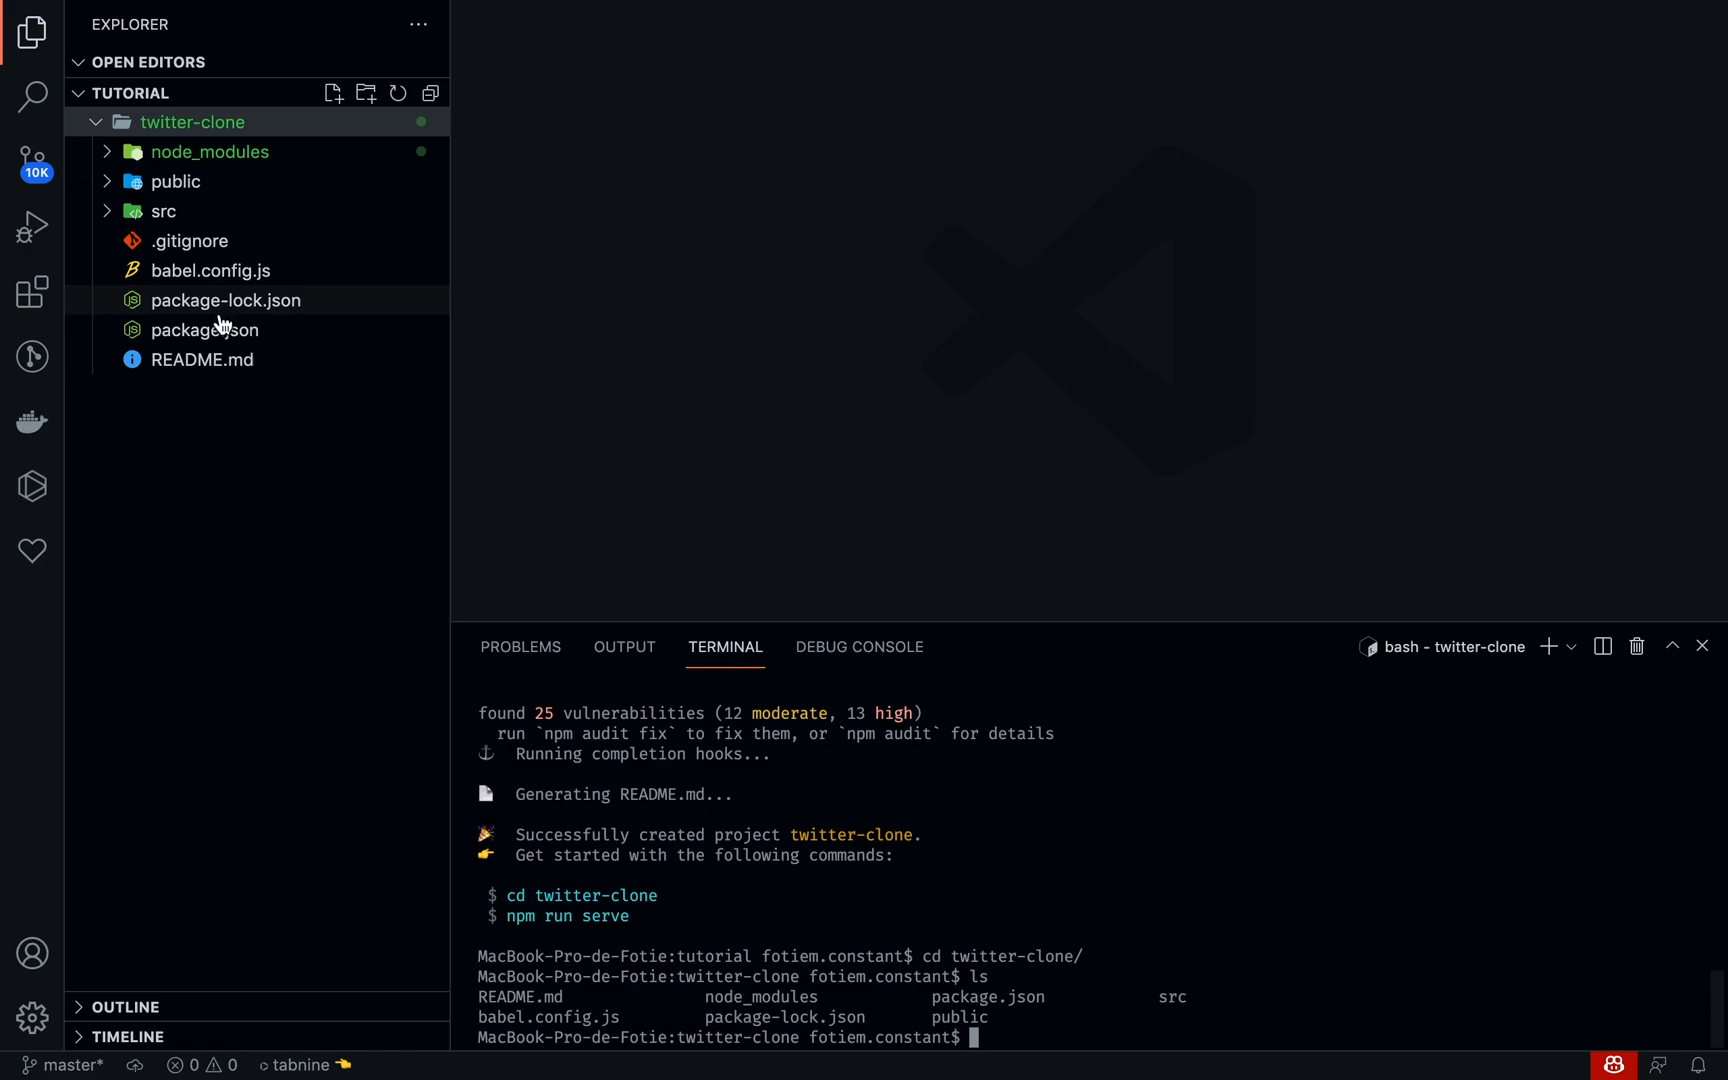 EXPLORER
OPEN EDITORS
TUTORIAL
twitter-clone
node_modules
public
src
.gitignore
babel.config.js
package-lock.json
package.json
README.md
10K
OUTLINE
TIMELINE
PROBLEMS OUTPUT TERMINAL DEBUG CONSOLE bash - twitter-clone
found 25 vulnerabilities (12 moderate, 13 high)
run `npm audit fix` to fix them, or `npm audit` for details
⚓ Running completion hooks...
📄 Generating README.md...
🎉 Successfully created project twitter-clone.
👉 Get started with the following commands:
$ cd twitter-clone
$ npm run serve
MacBook-Pro-de-Fotie:tutorial fotiem.constant$ cd twitter-clone/
MacBook-Pro-de-Fotie:twitter-clone fotiem.constant$ ls
README.md node_modules package.json src
babel.config.js package-lock.json public
MacBook-Pro-de-Fotie:twitter-clone fotiem.constant$
master* 0 0 tabnine 👈